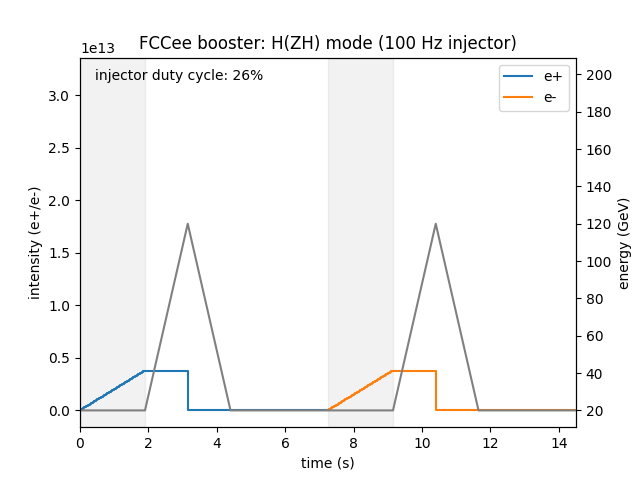 FCCee booster: H(ZH) mode (100 Hz injector)
1e13
injector duty cycle: 26%
e+
e-
3.0
2.5
2.0
1.5
1.0
0.5
0.0
intensity (e+/e-)
200
180
160
140
120
100
80
60
40
20
energy (GeV)
0 2 4 6 8 10 12 14
time (s)